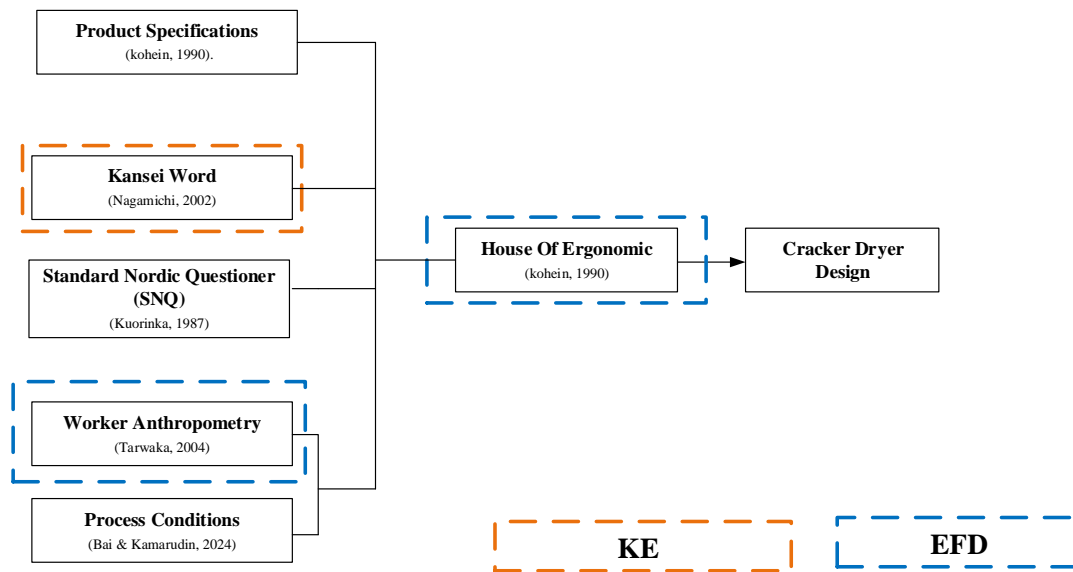 Product Specifications
(kohein, 1990).
Kansei Word
(Nagamichi, 2002)
Standard Nordic Questioner
(SNQ)
(Kuorinka, 1987)
Worker Anthropometry
(Tarwaka, 2004)
Process Conditions
(Bai & Kamarudin, 2024)
House Of Ergonomic
(kohein, 1990)
Cracker Dryer
Design
KE
EFD